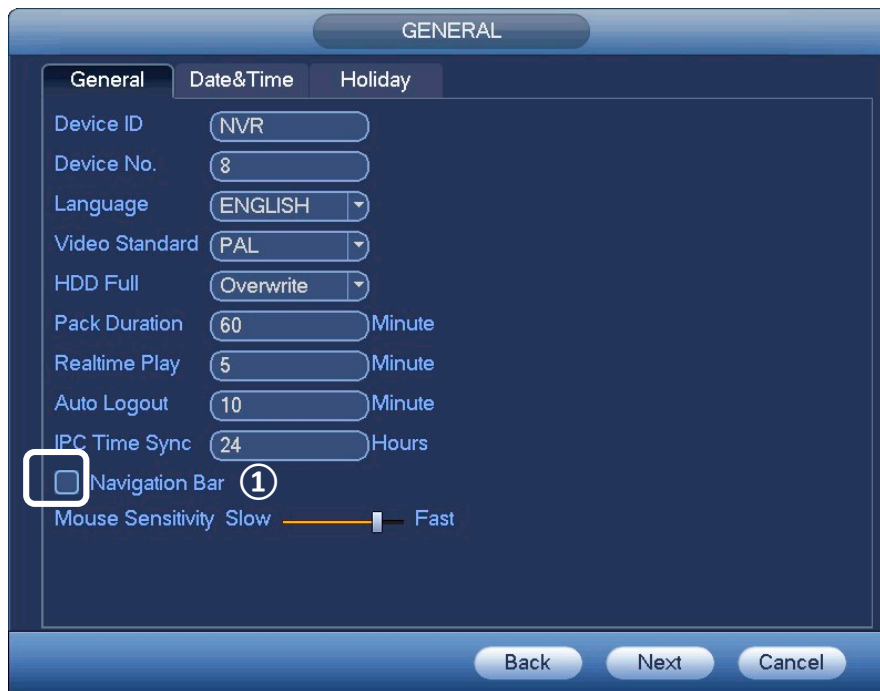 GENERAL
General Date&Time Holiday
Device ID NVR
Device No. 8
Language ENGLISH
Video Standard PAL
HDD Full Overwrite
Pack Duration 60 Minute
Realtime Play 5 Minute
Auto Logout 10 Minute
IPC Time Sync 24 Hours
Navigation Bar ①
Mouse Sensitivity Slow Fast
Back Next Cancel